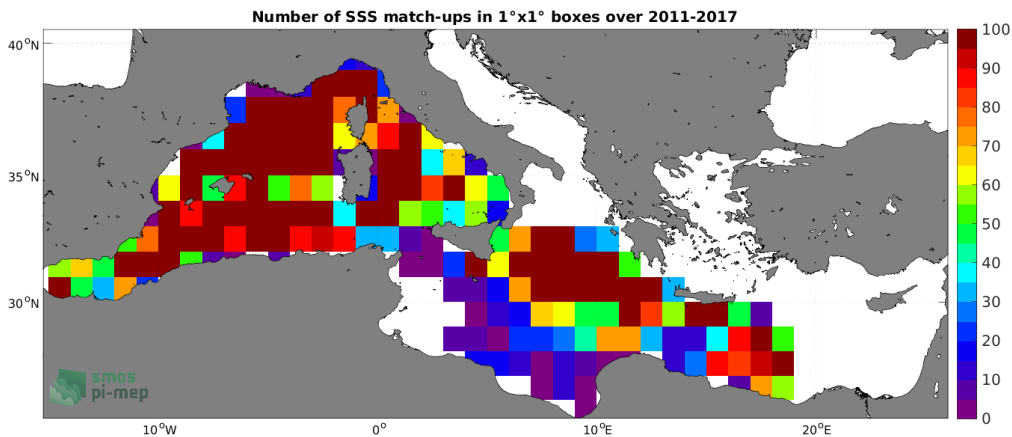 Number of SSS match-ups in 1°x1° boxes over 2011-2017
40°N
35°N
30°N
10°W
0°
10°E
20°E
100
90
80
70
60
50
40
30
20
10
0
smos
pi-mep